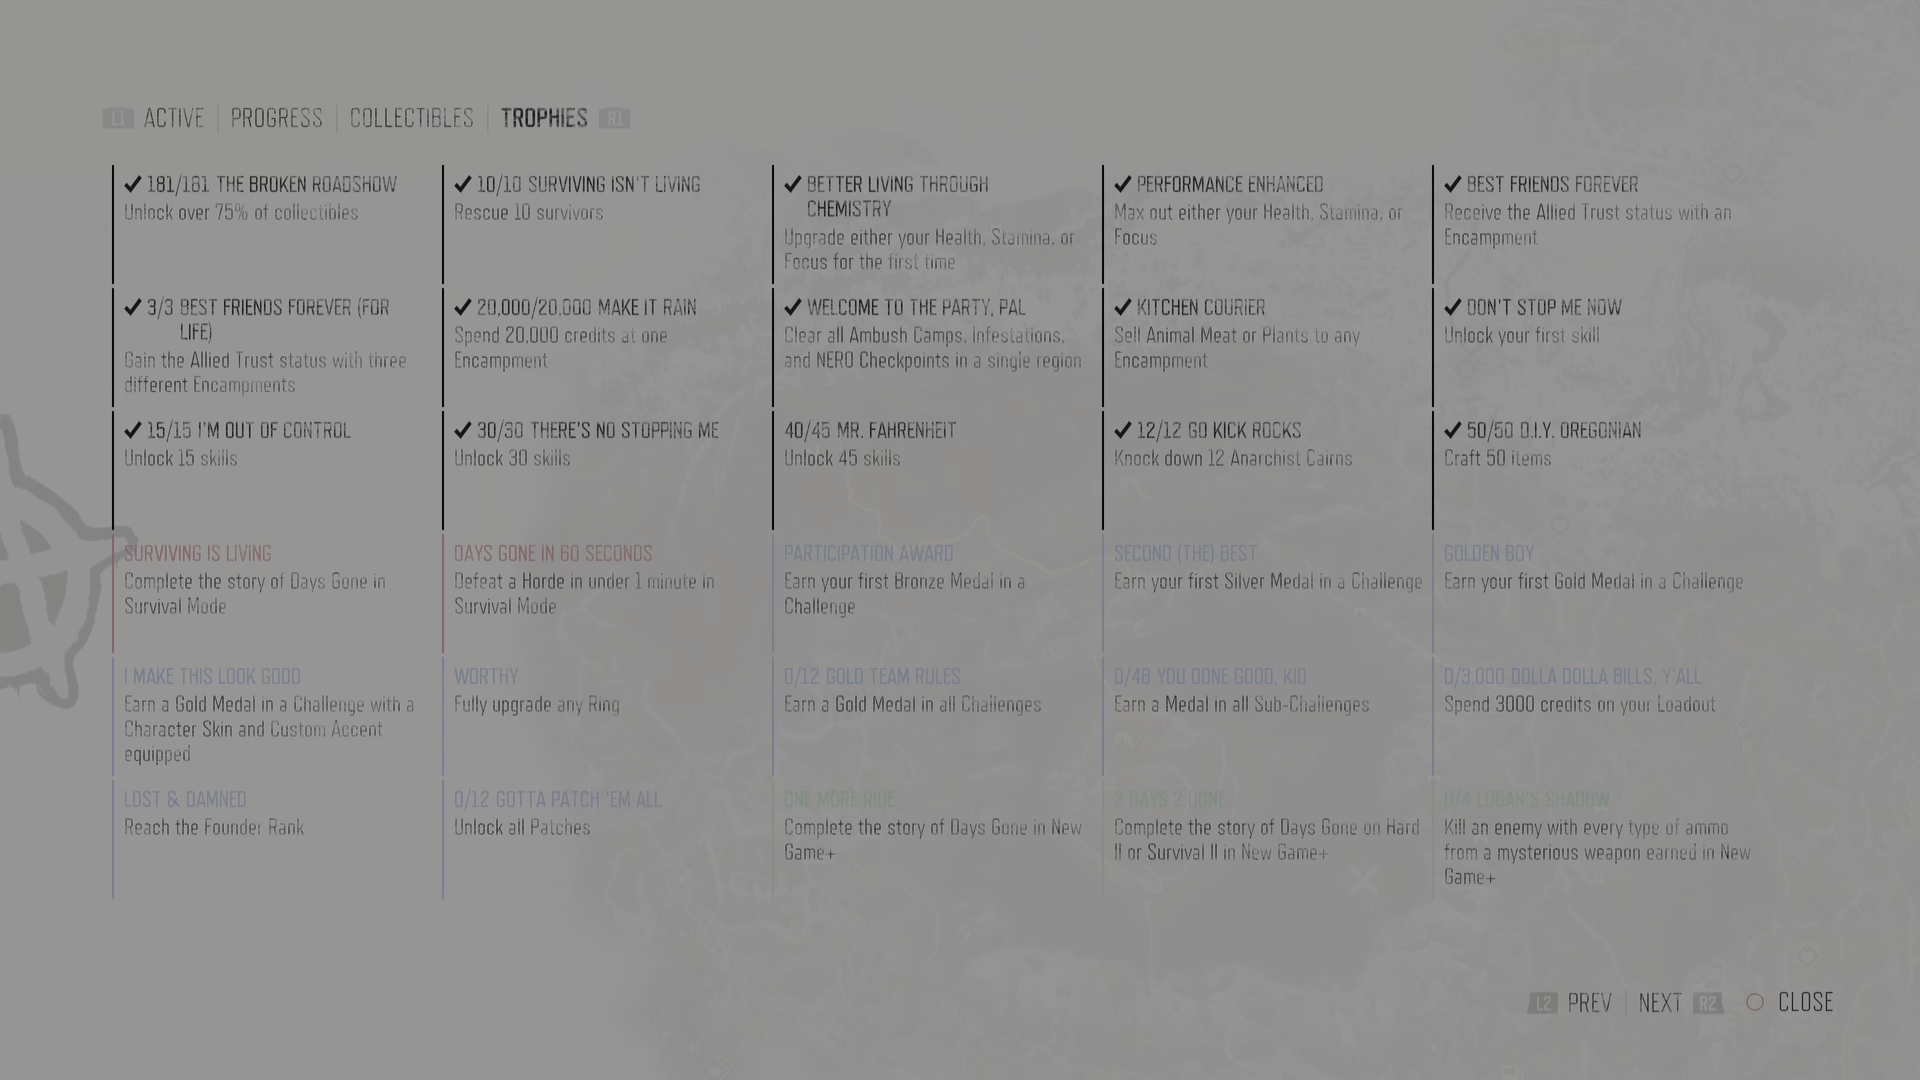 L1 ACTIVE PROGRESS COLLECTIBLES TROPHIES R1
✔ 181/181 THE BROKEN ROADSHOW
Unlock over 75% of collectibles
✔ 10/10 SURVIVING ISN'T LIVING
Rescue 10 survivors
✔ BETTER LIVING THROUGH
CHEMISTRY
Upgrade either your Health, Stamina, or
Focus for the first time
✔ PERFORMANCE ENHANCED
Max out either your Health, Stamina, or
Focus
✔ BEST FRIENDS FOREVER
Receive the Allied Trust status with an
Encampment
✔ 3/3 BEST FRIENDS FOREVER (FOR
LIFE)
Gain the Allied Trust status with three
different Encampments
✔ 20,000/20,000 MAKE IT RAIN
Spend 20,000 credits at one
Encampment
✔ WELCOME TO THE PARTY, PAL
Clear all Ambush Camps, Infestations,
and NERO Checkpoints in a single region
✔ KITCHEN COURIER
Sell Animal Meat or Plants to any
Encampment
✔ DON'T STOP ME NOW
Unlock your first skill
✔ 15/15 I'M OUT OF CONTROL
Unlock 15 skills
✔ 30/30 THERE'S NO STOPPING ME
Unlock 30 skills
40/45 MR. FAHRENHEIT
Unlock 45 skills
✔ 12/12 GO KICK ROCKS
Knock down 12 Anarchist Cairns
✔ 50/50 D.I.Y. OREGONIAN
Craft 50 items
SURVIVING IS LIVING
Complete the story of Days Gone in
Survival Mode
DAYS GONE IN 60 SECONDS
Defeat a Horde in under 1 minute in
Survival Mode
PARTICIPATION AWARD
Earn your first Bronze Medal in a
Challenge
SECOND (THE) BEST
Earn your first Silver Medal in a Challenge
GOLDEN BOY
Earn your first Gold Medal in a Challenge
I MAKE THIS LOOK GOOD
Earn a Gold Medal in a Challenge with a
Character Skin and Custom Accent
equipped
WORTHY
Fully upgrade any Ring
0/12 GOLD TEAM RULES
Earn a Gold Medal in all Challenges
0/48 YOU DONE GOOD, KID
Earn a Medal in all Sub-Challenges
0/3,000 DOLLA DOLLA BILLS, Y'ALL
Spend 3000 credits on your Loadout
LOST & DAMNED
Reach the Founder Rank
0/12 GOTTA PATCH 'EM ALL
Unlock all Patches
ONE MORE RIDE
Complete the story of Days Gone in New
Game+
2 DAYS 2 DONE
Complete the story of Days Gone on Hard
II or Survival II in New Game+
0/4 LOGAN'S SHADOW
Kill an enemy with every type of ammo
from a mysterious weapon earned in New
Game+
L2 PREV NEXT R2 CLOSE